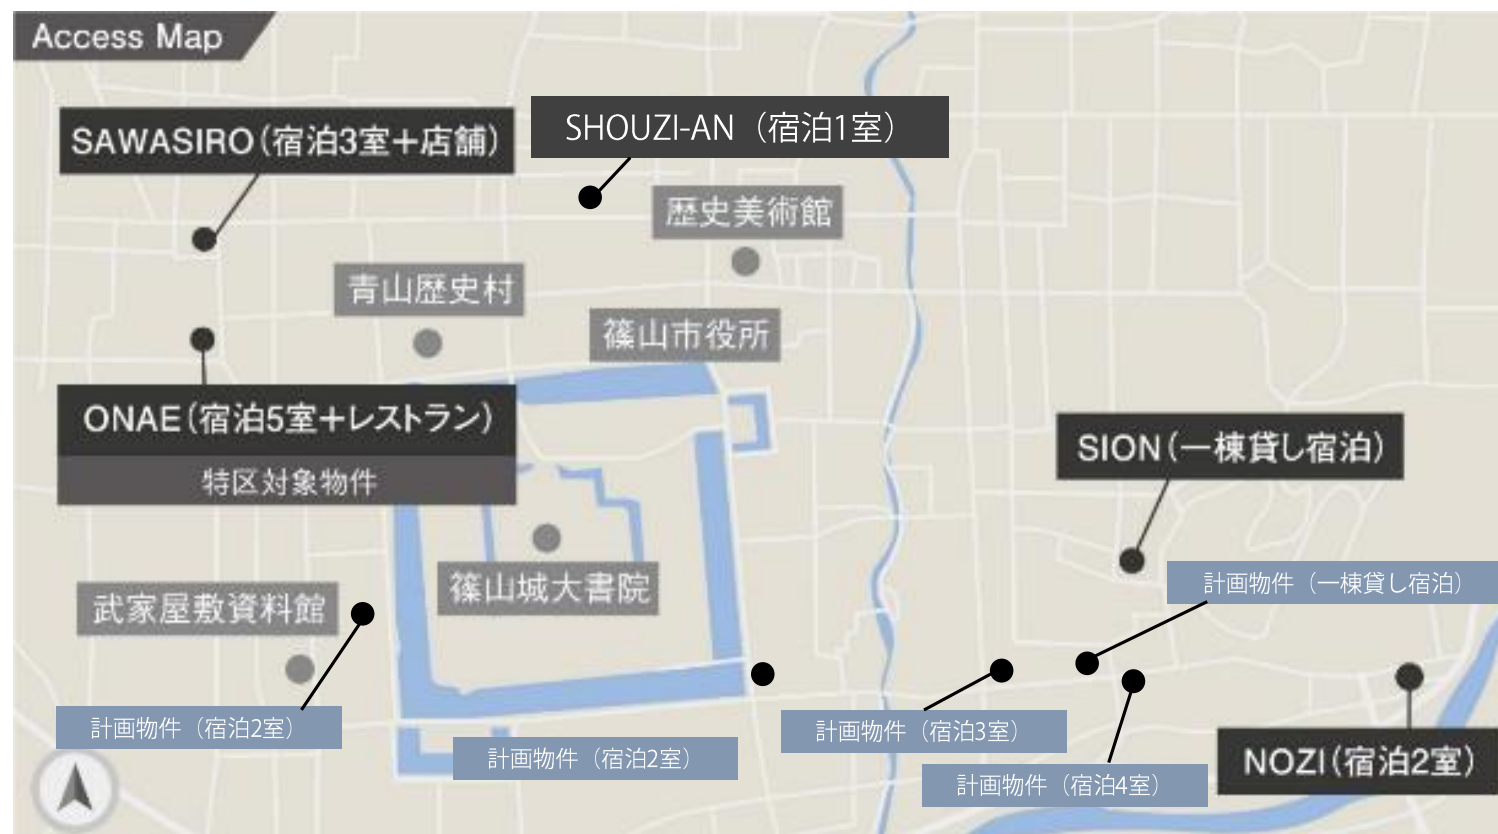 Access Map
SAWASIRO（宿泊3室＋店舗）
SHOUZI-AN（宿泊1室）
歴史美術館
青山歴史村
篠山市役所
ONAE（宿泊5室＋レストラン）
特区対象物件
SION（一棟貸し宿泊）
篠山城大書院
武家屋敷資料館
計画物件（一棟貸し宿泊）
計画物件（宿泊2室）
計画物件（宿泊2室）
計画物件（宿泊3室）
計画物件（宿泊4室）
NOZI（宿泊2室）